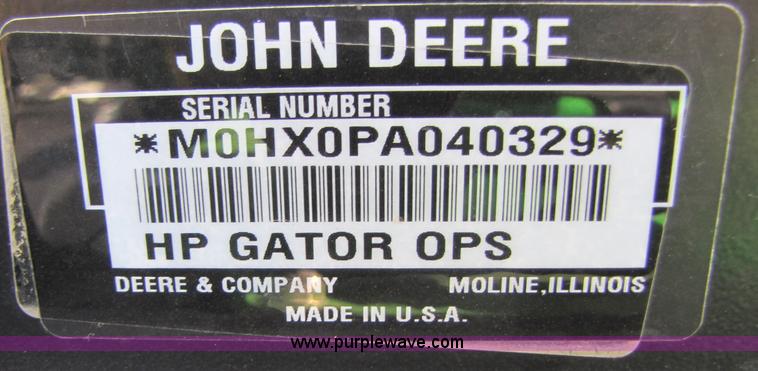 JOHN DEERE
SERIAL NUMBER
*M0HX0PA040329*
HP GATOR OPS
DEERE & COMPANY MOLINE,ILLINOIS
MADE IN U.S.A.
www.purplewave.com